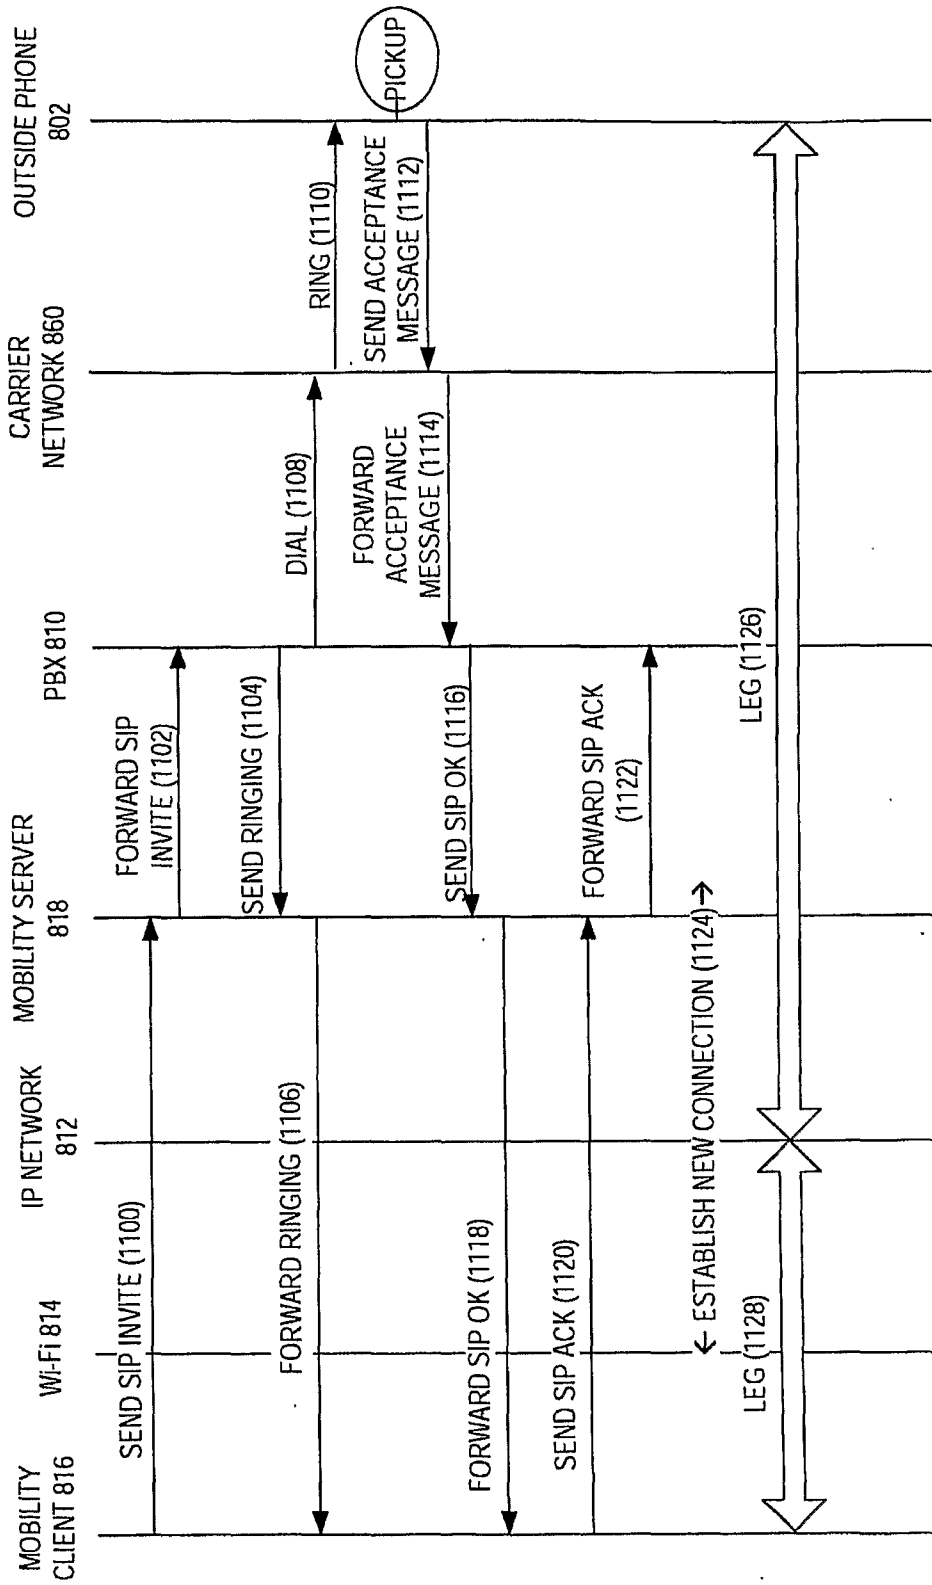 MOBILITY
CLIENT 816
Wi-Fi 814
IP NETWORK
812
MOBILITY SERVER
818
PBX 810
CARRIER
NETWORK 860
OUTSIDE PHONE
802
SEND SIP INVITE (1100)
FORWARD SIP
INVITE (1102)
SEND RINGING (1104)
FORWARD RINGING (1106)
DIAL (1108)
RING (1110)
PICKUP
SEND ACCEPTANCE
MESSAGE (1112)
FORWARD
ACCEPTANCE
MESSAGE (1114)
SEND SIP OK (1116)
FORWARD SIP OK (1118)
SEND SIP ACK (1120)
FORWARD SIP ACK
(1122)
← ESTABLISH NEW CONNECTION (1124) →
LEG (1128)
LEG (1126)